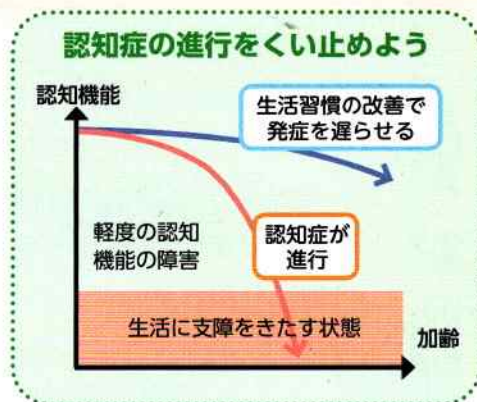 認知症の進行をくい止めよう
認知機能
生活習慣の改善で
発症を遅らせる
軽度の認知
機能の障害
認知症が
進行
生活に支障をきたす状態
加齢